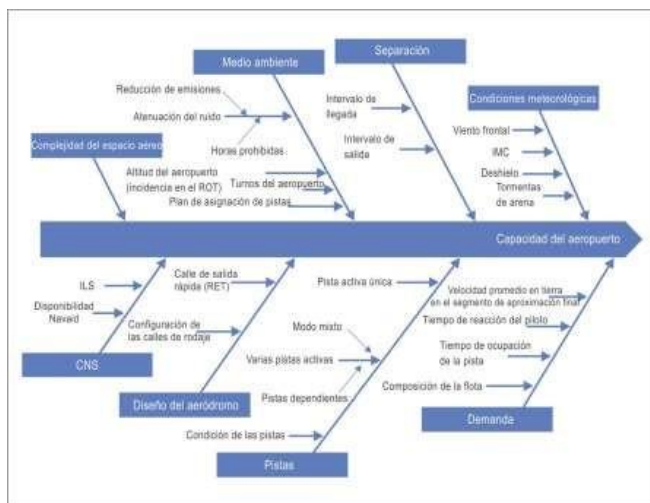 Medio ambiente
Separación
Reducción de emisiones
Atenuación del ruido
Horas prohibidas
Intervalo de
llegada
Intervalo de
salida
Condiciones meteorológicas
Viento frontal
IMC
Deshielo
Tormentas
de arena
Complejidad del espacio aéreo
Altitud del aeropuerto
(incidencia en el ROT)
Turnos del aeropuerto
Plan de asignación de pistas
Capacidad del aeropuerto
ILS
Disponibilidad
Navaid
CNS
Calle de salida
rápida (RET)
Configuración de
las calles de rodaje
Diseño del aeródromo
Pista activa única
Modo mixto
Varias pistas activas
Pistas dependientes
Condición de las pistas
Pistas
Velocidad promedio en tierra
en el segmento de aproximación final
Tiempo de reacción del piloto
Tiempo de ocupación
de la pista
Composición de la flota
Demanda